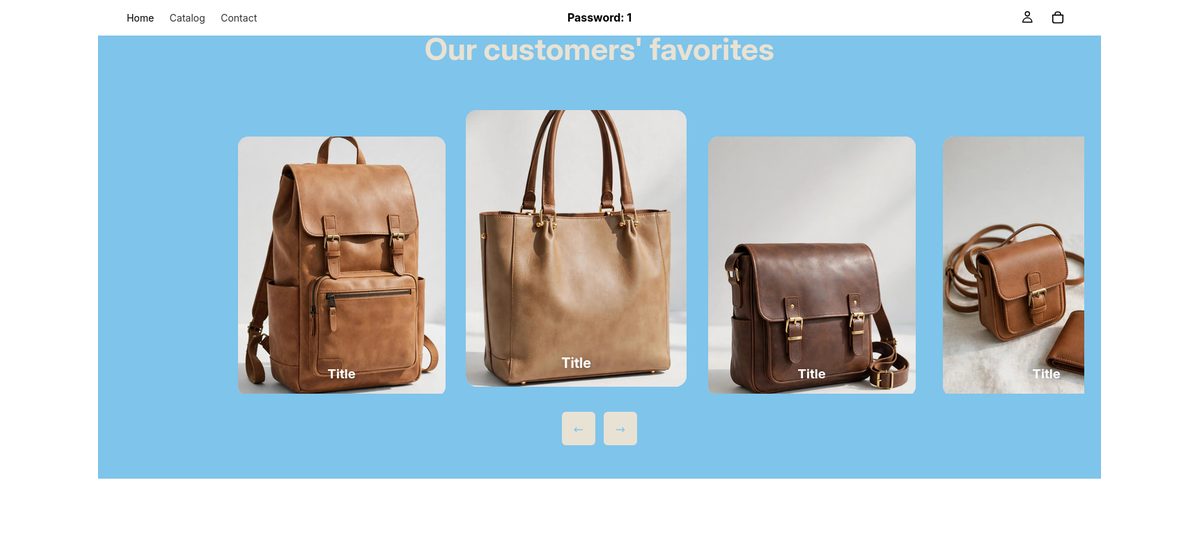 Home Catalog Contact Password: 1
Our customers' favorites
Title
Title
Title
Title
← →